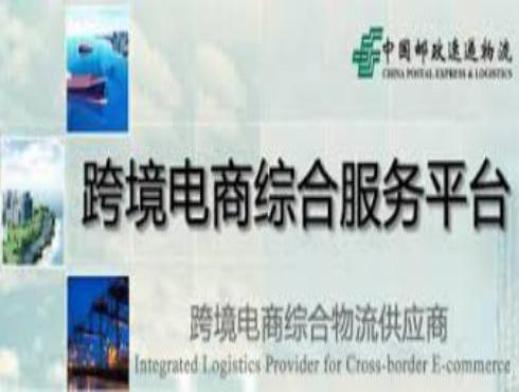 中国邮政速递物流
CHINA POSTAL EXPRESS & LOGISTICS
跨境电商综合服务平台
跨境电商综合物流供应商
Integrated Logistics Provider for Cross-border E-commerce